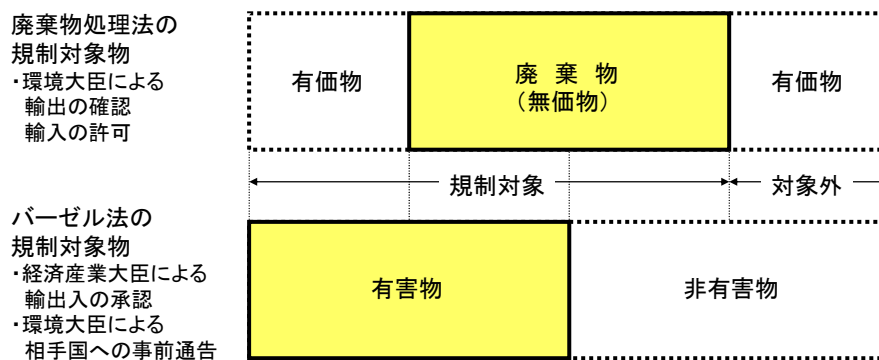 廃棄物処理法の
規制対象物
・環境大臣による
輸出の確認
輸入の許可
有価物
廃棄物
（無価物）
有価物
規制対象
対象外
バーゼル法の
規制対象物
・経済産業大臣による
輸出入の承認
・環境大臣による
相手国への事前通告
有害物
非有害物